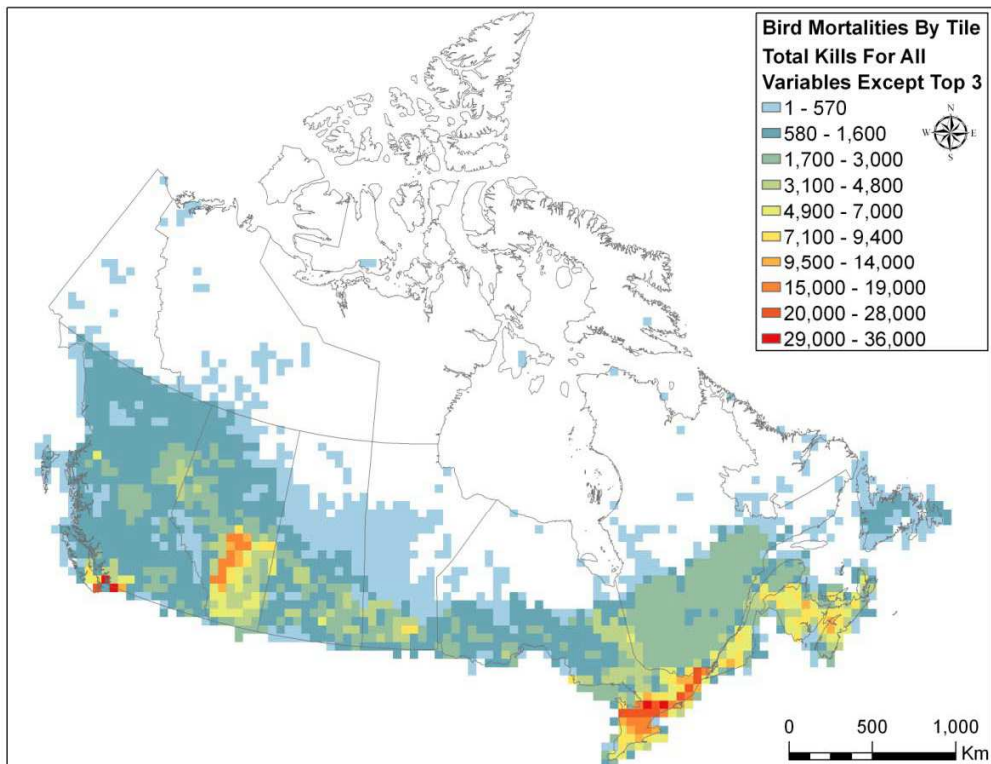 Bird Mortalities By Tile
Total Kills For All
Variables Except Top 3
1 - 570
580 - 1,600
1,700 - 3,000
3,100 - 4,800
4,900 - 7,000
7,100 - 9,400
9,500 - 14,000
15,000 - 19,000
20,000 - 28,000
29,000 - 36,000
N
W E
S
0 500 1,000
Km